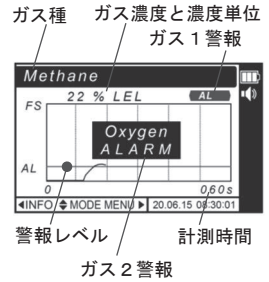 ガス種
ガス濃度と濃度単位
ガス1警報
Methane
22 % LEL
AL
FS
Oxygen
ALARM
AL
0
060s
◀INFO
◆MODE MENU▶
20.06.15 08:30:01
警報レベル
計測時間
ガス2警報